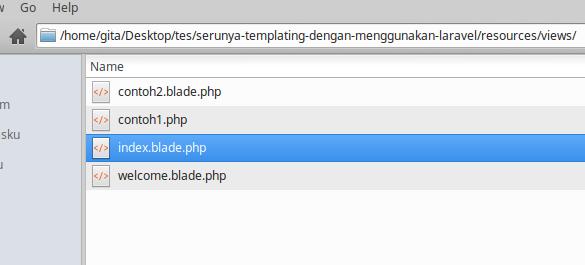 Go Help
/home/gita/Desktop/tes/serunya-templating-dengan-menggunakan-laravel/resources/views/
Name
contoh2.blade.php
contoh1.php
index.blade.php
welcome.blade.php